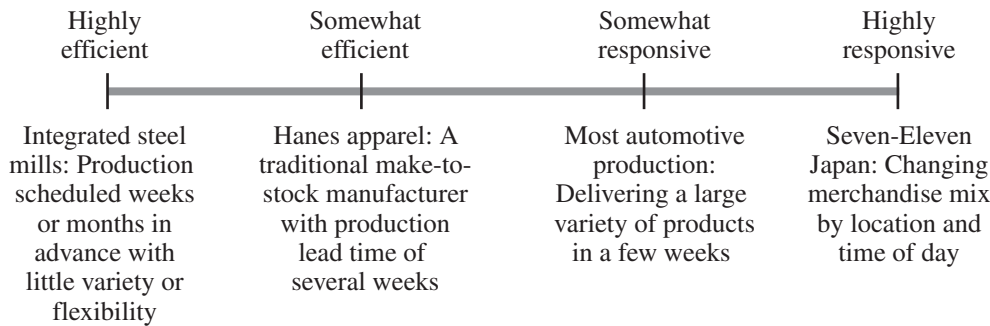 Highly
efficient
Somewhat
efficient
Somewhat
responsive
Highly
responsive
Integrated steel
mills: Production
scheduled weeks
or months in
advance with
little variety or
flexibility
Hanes apparel: A
traditional make-to-
stock manufacturer
with production
lead time of
several weeks
Most automotive
production:
Delivering a large
variety of products
in a few weeks
Seven-Eleven
Japan: Changing
merchandise mix
by location and
time of day